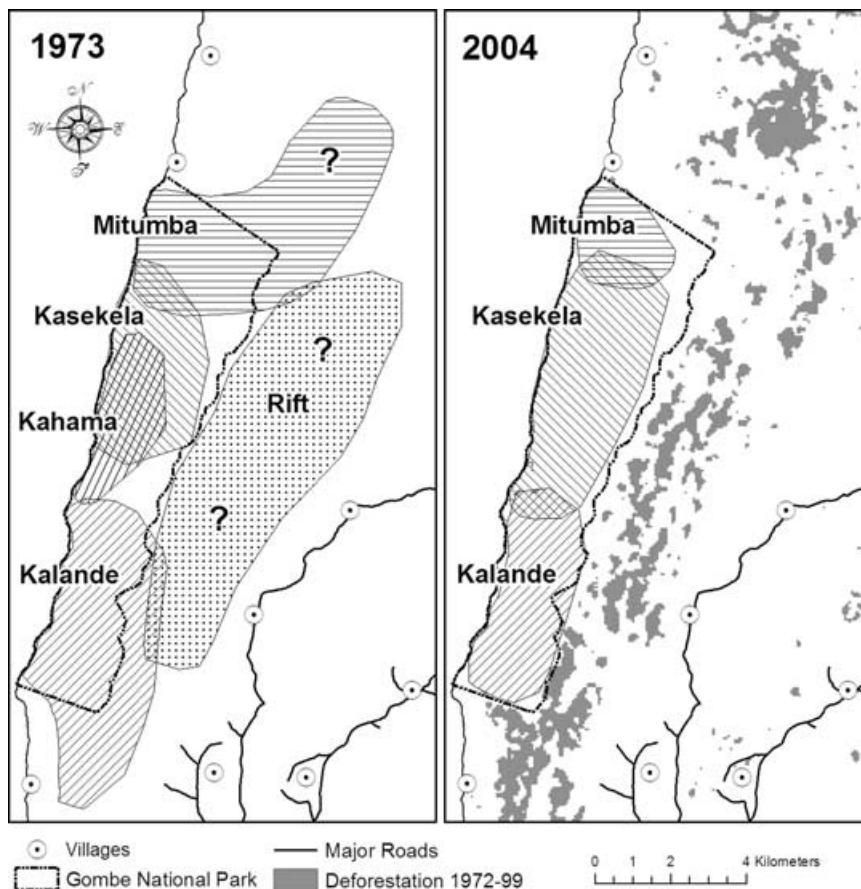 1973
N
W E
S
?
Mitumba
Kasekela
?
Rift
Kahama
?
Kalande
2004
Mitumba
Kasekela
Kalande
Villages
Major Roads
Gombe National Park
Deforestation 1972-99
0 1 2 4 Kilometers